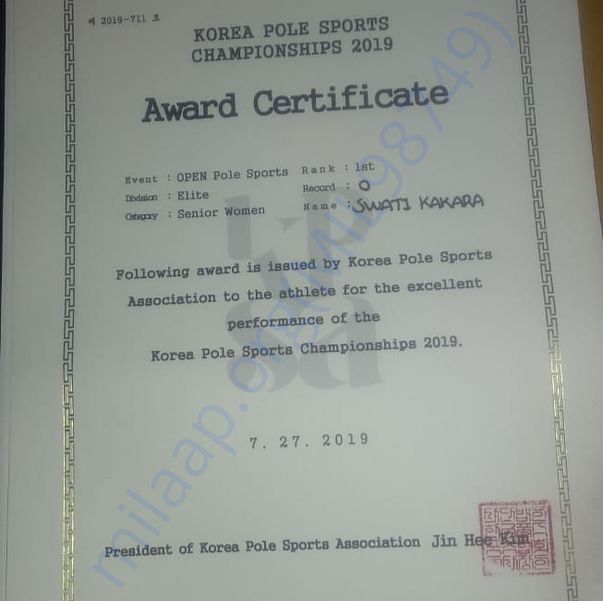 2019-711
KOREA POLE SPORTS
CHAMPIONSHIPS 2019
Award Certificate
Event : OPEN Pole Sports Rank : 1st
Division : Elite Record : 0
Category : Senior Women Name : SWATI KAKARA
Following award is issued by Korea Pole Sports
Association to the athlete for the excellent
performance of the
Korea Pole Sports Championships 2019.
7. 27. 2019
President of Korea Pole Sports Association Jin Hee Kim
milaap.org